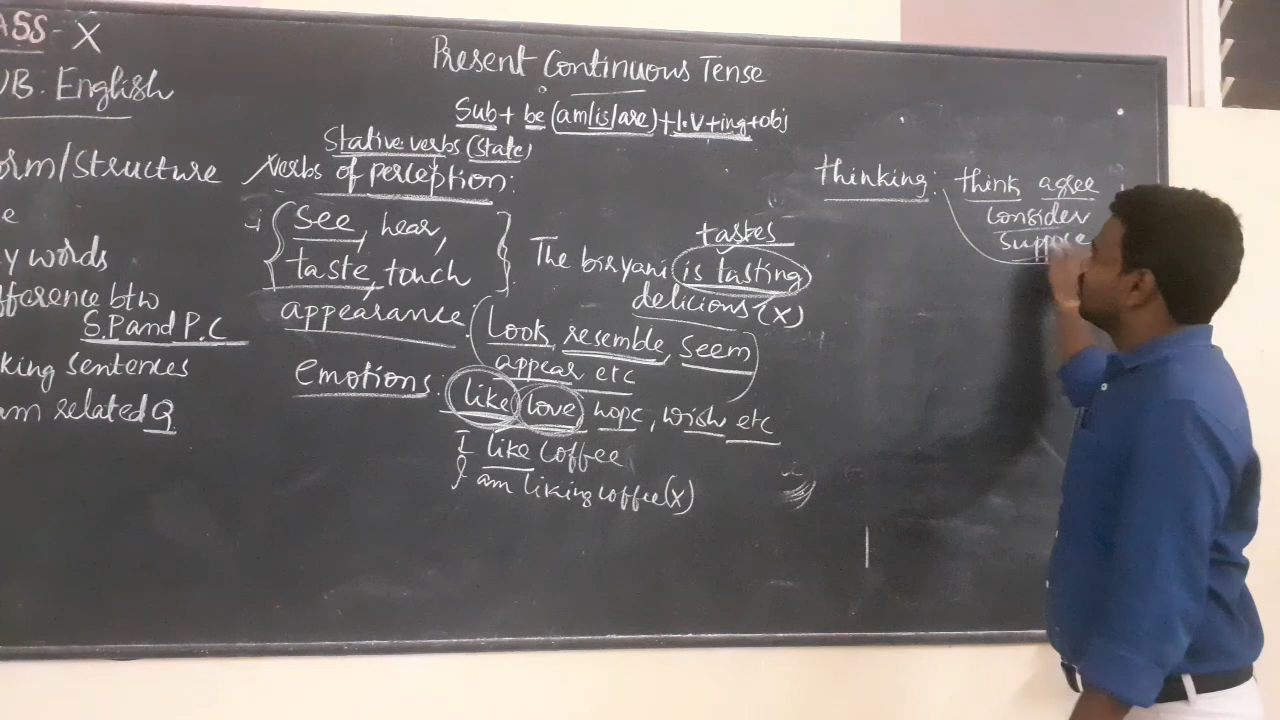 ASS - X
UB. English
orm/Structure
e
y words
fference btw
S.P and P.C
king sentences
am related Q.
Present Continuous Tense
Sub + be (am/is/are) + I.V + ing + obj
Stative verbs (state)
Verbs of perception:
see, hear,
taste, touch
tastes
The biryani is tasting
delicious (x)
appearance: Look, resemble, seem
appear etc
emotions: like love hope, wish etc
I like coffee
I am liking coffee (x)
thinking: think agree
consider
suppose